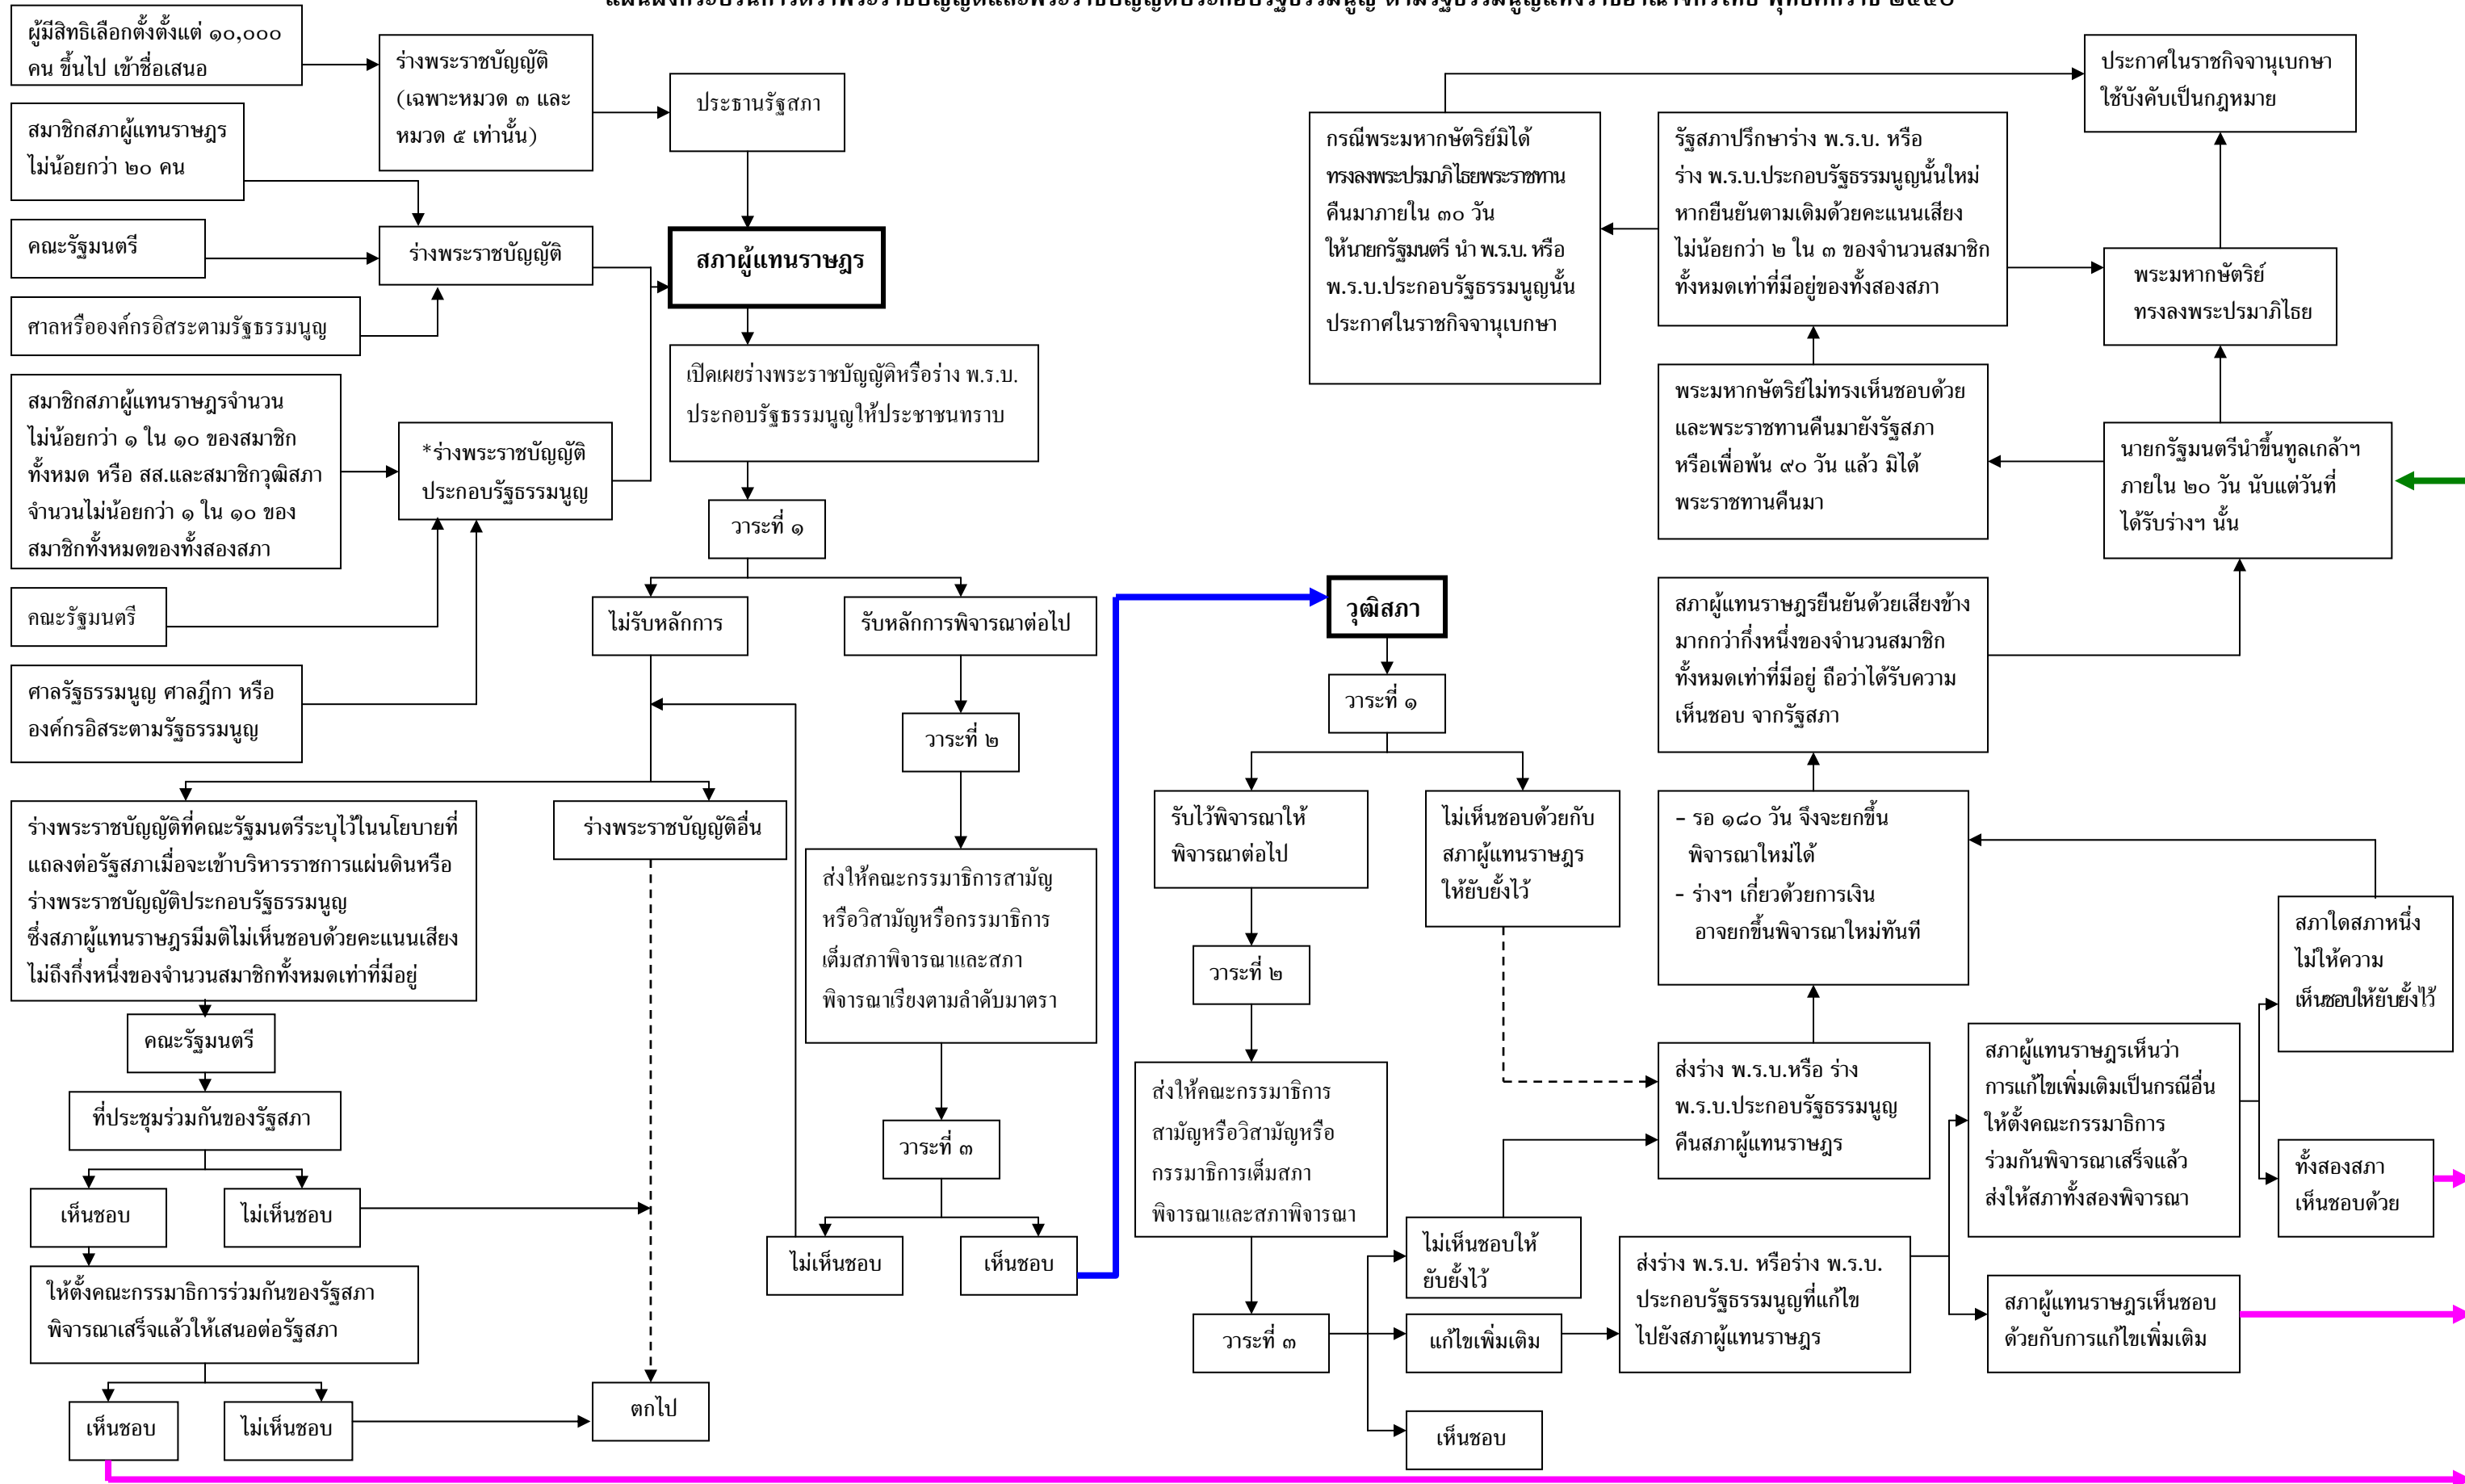 แผนผังกระบวนการตราพระราชบัญญัติและพระราชบัญญัติประกอบรัฐธรรมนูญ ตามรัฐธรรมนูญแห่งราชอาณาจักรไทย พุทธศักราช ๒๕๕๐
ผู้มีสิทธิเลือกตั้งตั้งแต่ ๑๐,๐๐๐
คน ขึ้นไป เข้าชื่อเสนอ
ร่างพระราชบัญญัติ
(เฉพาะหมวด ๓ และ
หมวด ๕ เท่านั้น)
ประธานรัฐสภา
สมาชิกสภาผู้แทนราษฎร
ไม่น้อยกว่า ๒๐ คน
คณะรัฐมนตรี
ร่างพระราชบัญญัติ
สภาผู้แทนราษฎร
ศาลหรือองค์กรอิสระตามรัฐธรรมนูญ
เปิดเผยร่างพระราชบัญญัติหรือร่าง พ.ร.บ.
ประกอบรัฐธรรมนูญให้ประชาชนทราบ
สมาชิกสภาผู้แทนราษฎรจำนวน
ไม่น้อยกว่า ๑ ใน ๑๐ ของสมาชิก
ทั้งหมด หรือ สส.และสมาชิกวุฒิสภา
จำนวนไม่น้อยกว่า ๑ ใน ๑๐ ของ
สมาชิกทั้งหมดของทั้งสองสภา
*ร่างพระราชบัญญัติ
ประกอบรัฐธรรมนูญ
คณะรัฐมนตรี
ศาลรัฐธรรมนูญ ศาลฎีกา หรือ
องค์กรอิสระตามรัฐธรรมนูญ
วาระที่ ๑
ไม่รับหลักการ
รับหลักการพิจารณาต่อไป
วาระที่ ๒
ร่างพระราชบัญญัติที่คณะรัฐมนตรีระบุไว้ในนโยบายที่
แถลงต่อรัฐสภาเมื่อจะเข้าบริหารราชการแผ่นดินหรือ
ร่างพระราชบัญญัติประกอบรัฐธรรมนูญ
ซึ่งสภาผู้แทนราษฎรมีมติไม่เห็นชอบด้วยคะแนนเสียง
ไม่ถึงกึ่งหนึ่งของจำนวนสมาชิกทั้งหมดเท่าที่มีอยู่
ร่างพระราชบัญญัติอื่น
ส่งให้คณะกรรมาธิการสามัญ
หรือวิสามัญหรือกรรมาธิการ
เต็มสภาพิจารณาและสภา
พิจารณาเรียงตามลำดับมาตรา
คณะรัฐมนตรี
ที่ประชุมร่วมกันของรัฐสภา
เห็นชอบ
ไม่เห็นชอบ
ให้ตั้งคณะกรรมาธิการร่วมกันของรัฐสภา
พิจารณาเสร็จแล้วให้เสนอต่อรัฐสภา
เห็นชอบ
ไม่เห็นชอบ
ตกไป
วาระที่ ๓
ไม่เห็นชอบ
เห็นชอบ
วุฒิสภา
วาระที่ ๑
รับไว้พิจารณาให้
พิจารณาต่อไป
ไม่เห็นชอบด้วยกับ
สภาผู้แทนราษฎร
ให้ยับยั้งไว้
วาระที่ ๒
ส่งให้คณะกรรมาธิการ
สามัญหรือวิสามัญหรือ
กรรมาธิการเต็มสภา
พิจารณาและสภาพิจารณา
วาระที่ ๓
ไม่เห็นชอบให้
ยับยั้งไว้
แก้ไขเพิ่มเติม
เห็นชอบ
ส่งร่าง พ.ร.บ. หรือร่าง พ.ร.บ.
ประกอบรัฐธรรมนูญที่แก้ไข
ไปยังสภาผู้แทนราษฎร
สภาผู้แทนราษฎรเห็นว่า
การแก้ไขเพิ่มเติมเป็นกรณีอื่น
ให้ตั้งคณะกรรมาธิการ
ร่วมกันพิจารณาเสร็จแล้ว
ส่งให้สภาทั้งสองพิจารณา
สภาผู้แทนราษฎรเห็นชอบ
ด้วยกับการแก้ไขเพิ่มเติม
สภาใดสภาหนึ่ง
ไม่ให้ความ
เห็นชอบให้ยับยั้งไว้
ทั้งสองสภา
เห็นชอบด้วย
ส่งร่าง พ.ร.บ.หรือ ร่าง
พ.ร.บ.ประกอบรัฐธรรมนูญ
คืนสภาผู้แทนราษฎร
- รอ ๑๘๐ วัน จึงจะยกขึ้น
พิจารณาใหม่ได้
- ร่างฯ เกี่ยวด้วยการเงิน
อาจยกขึ้นพิจารณาใหม่ทันที
สภาผู้แทนราษฎรยืนยันด้วยเสียงข้าง
มากกว่ากึ่งหนึ่งของจำนวนสมาชิก
ทั้งหมดเท่าที่มีอยู่ ถือว่าได้รับความ
เห็นชอบ จากรัฐสภา
นายกรัฐมนตรีนำขึ้นทูลเกล้าฯ
ภายใน ๒๐ วัน นับแต่วันที่
ได้รับร่างฯ นั้น
พระมหากษัตริย์ไม่ทรงเห็นชอบด้วย
และพระราชทานคืนมายังรัฐสภา
หรือเพื่อพ้น ๙๐ วัน แล้ว มิได้
พระราชทานคืนมา
พระมหากษัตริย์
ทรงลงพระปรมาภิไธย
รัฐสภาปรึกษาร่าง พ.ร.บ. หรือ
ร่าง พ.ร.บ.ประกอบรัฐธรรมนูญนั้นใหม่
หากยืนยันตามเดิมด้วยคะแนนเสียง
ไม่น้อยกว่า ๒ ใน ๓ ของจำนวนสมาชิก
ทั้งหมดเท่าที่มีอยู่ของทั้งสองสภา
กรณีพระมหากษัตริย์มิได้
ทรงลงพระปรมาภิไธยพระราชทาน
คืนมาภายใน ๓๐ วัน
ให้นายกรัฐมนตรี นำ พ.ร.บ. หรือ
พ.ร.บ.ประกอบรัฐธรรมนูญนั้น
ประกาศในราชกิจจานุเบกษา
ประกาศในราชกิจจานุเบกษา
ใช้บังคับเป็นกฎหมาย